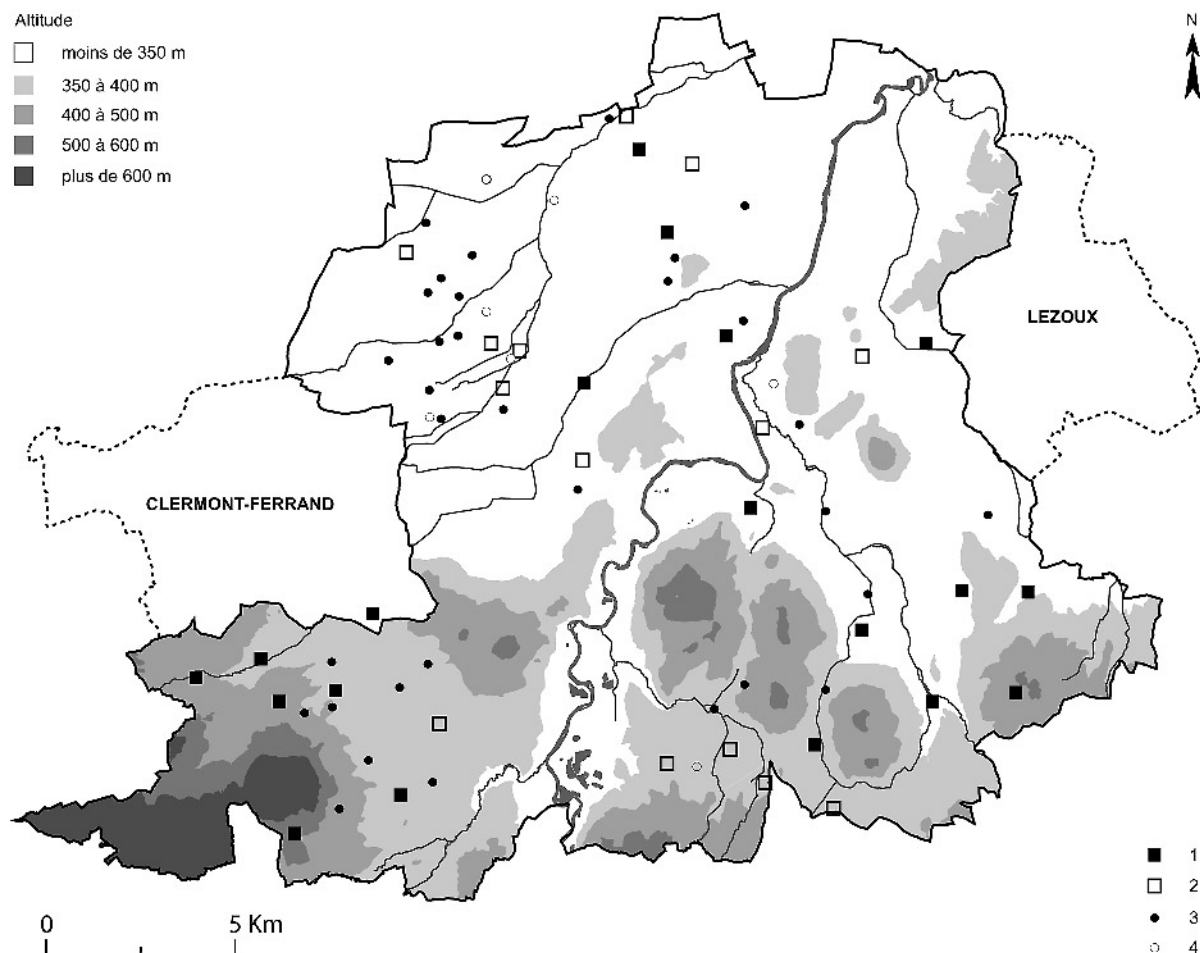 Altitude
moins de 350 m
350 à 400 m
400 à 500 m
500 à 600 m
plus de 600 m
N
LEZOUX
CLERMONT-FERRAND
0 5 Km
1
2
3
4